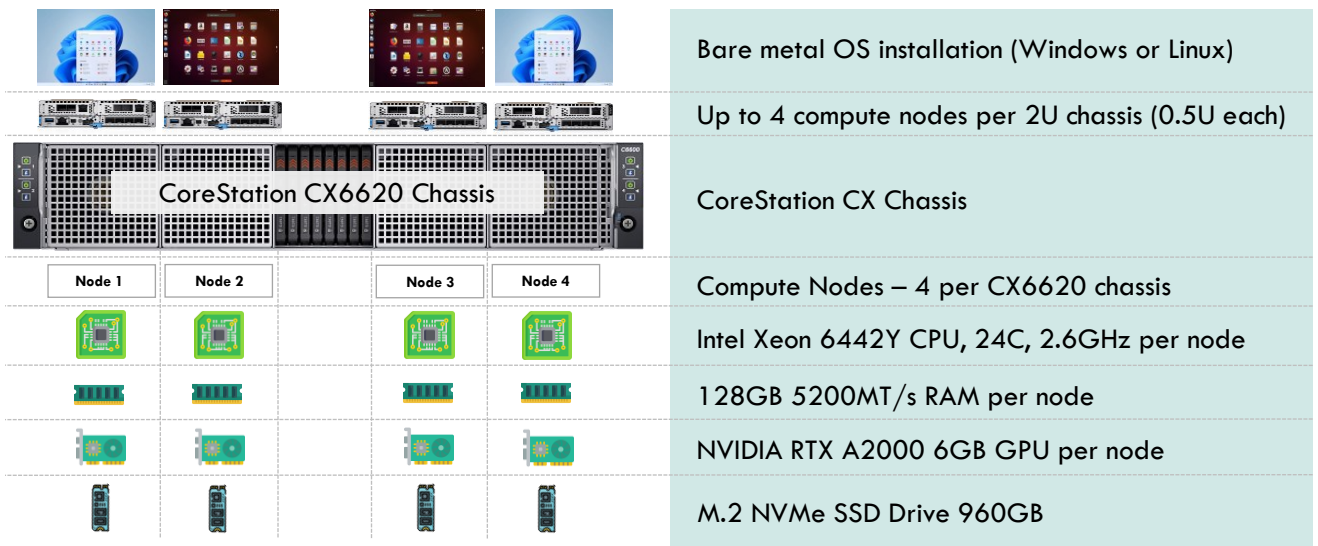 Bare metal OS installation (Windows or Linux)
Up to 4 compute nodes per 2U chassis (0.5U each)
CoreStation CX6620 Chassis
CoreStation CX Chassis
Node 1
Node 2
Node 3
Node 4
Compute Nodes – 4 per CX6620 chassis
Intel Xeon 6442Y CPU, 24C, 2.6GHz per node
128GB 5200MT/s RAM per node
NVIDIA RTX A2000 6GB GPU per node
M.2 NVMe SSD Drive 960GB